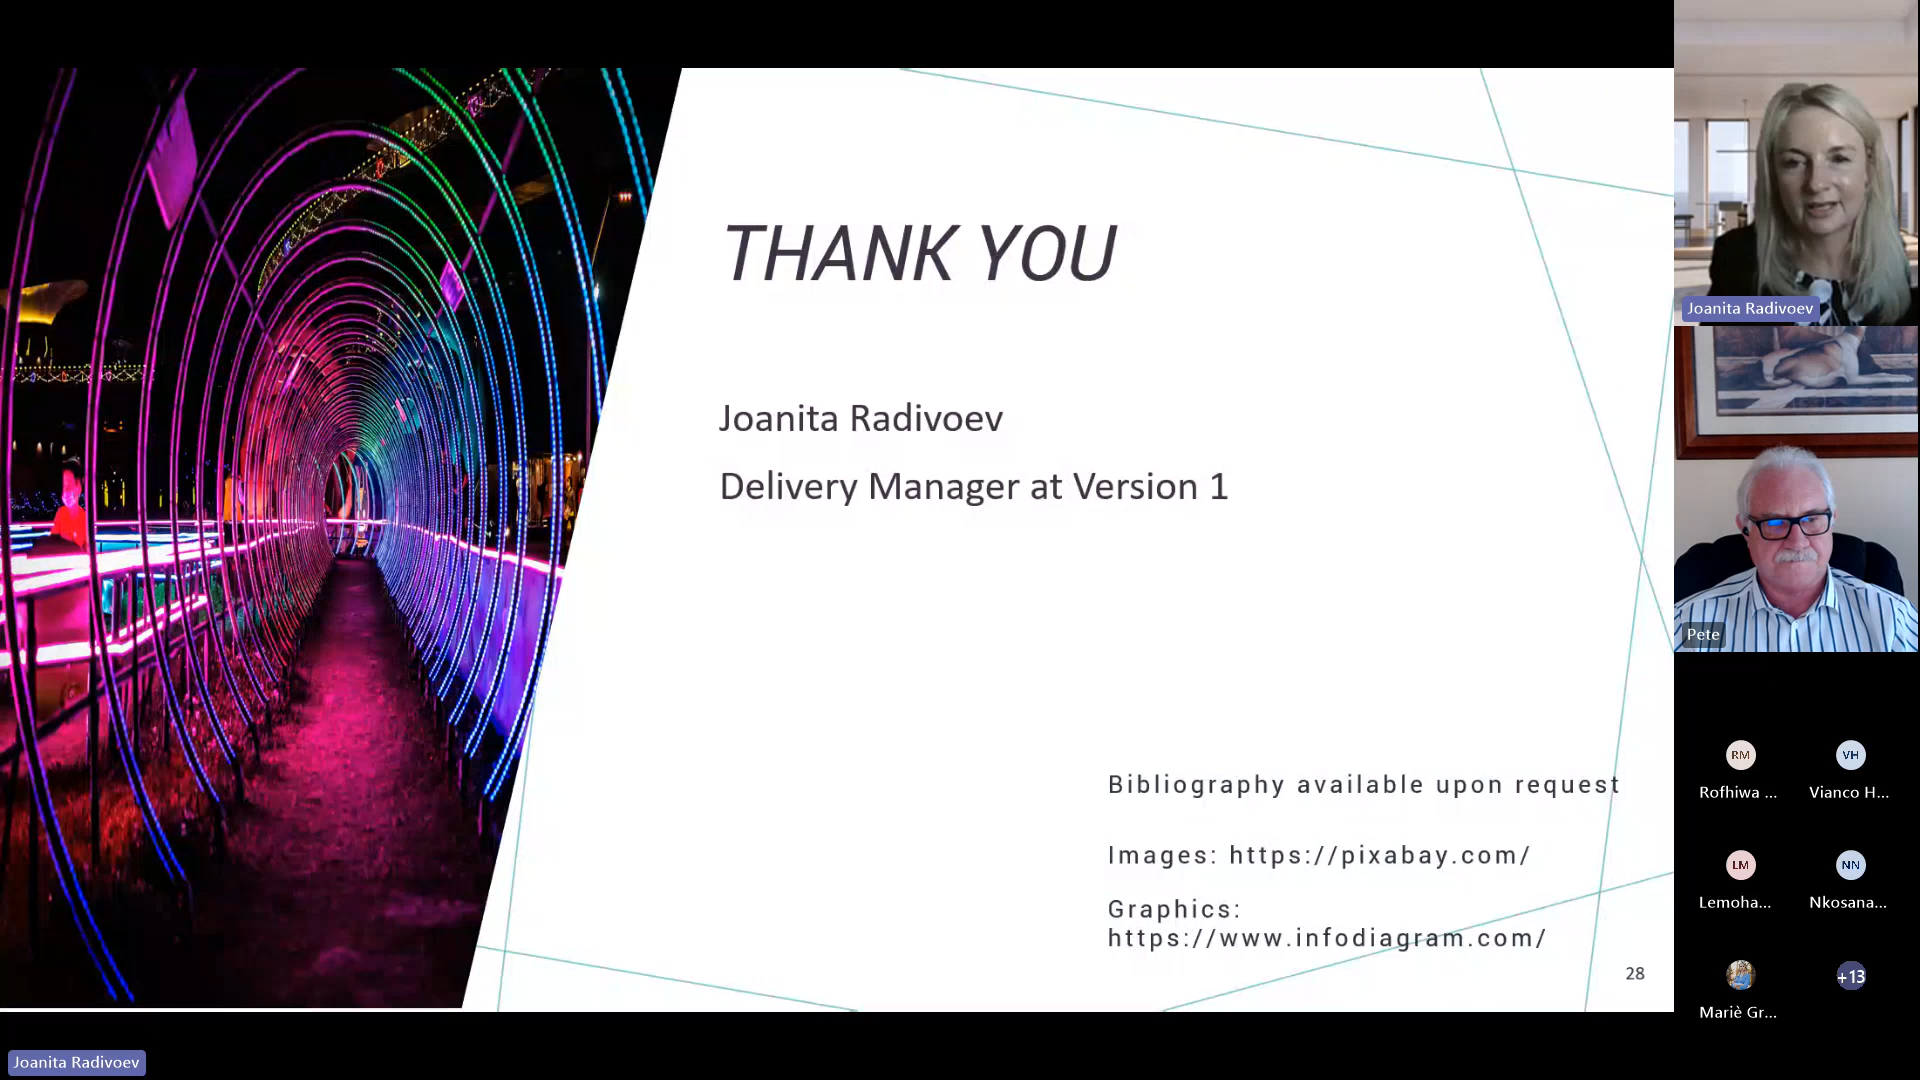 THANK YOU
Joanita Radivoev
Delivery Manager at Version 1
Bibliography available upon request
Images: https://pixabay.com/
Graphics:
https://www.infodiagram.com/
28
Joanita Radivoev
Pete
RM
VH
Rofhiwa ...
Vianco H...
LM
NN
Lemoha...
Nkosana...
+13
Mariè Gr...
Joanita Radivoev